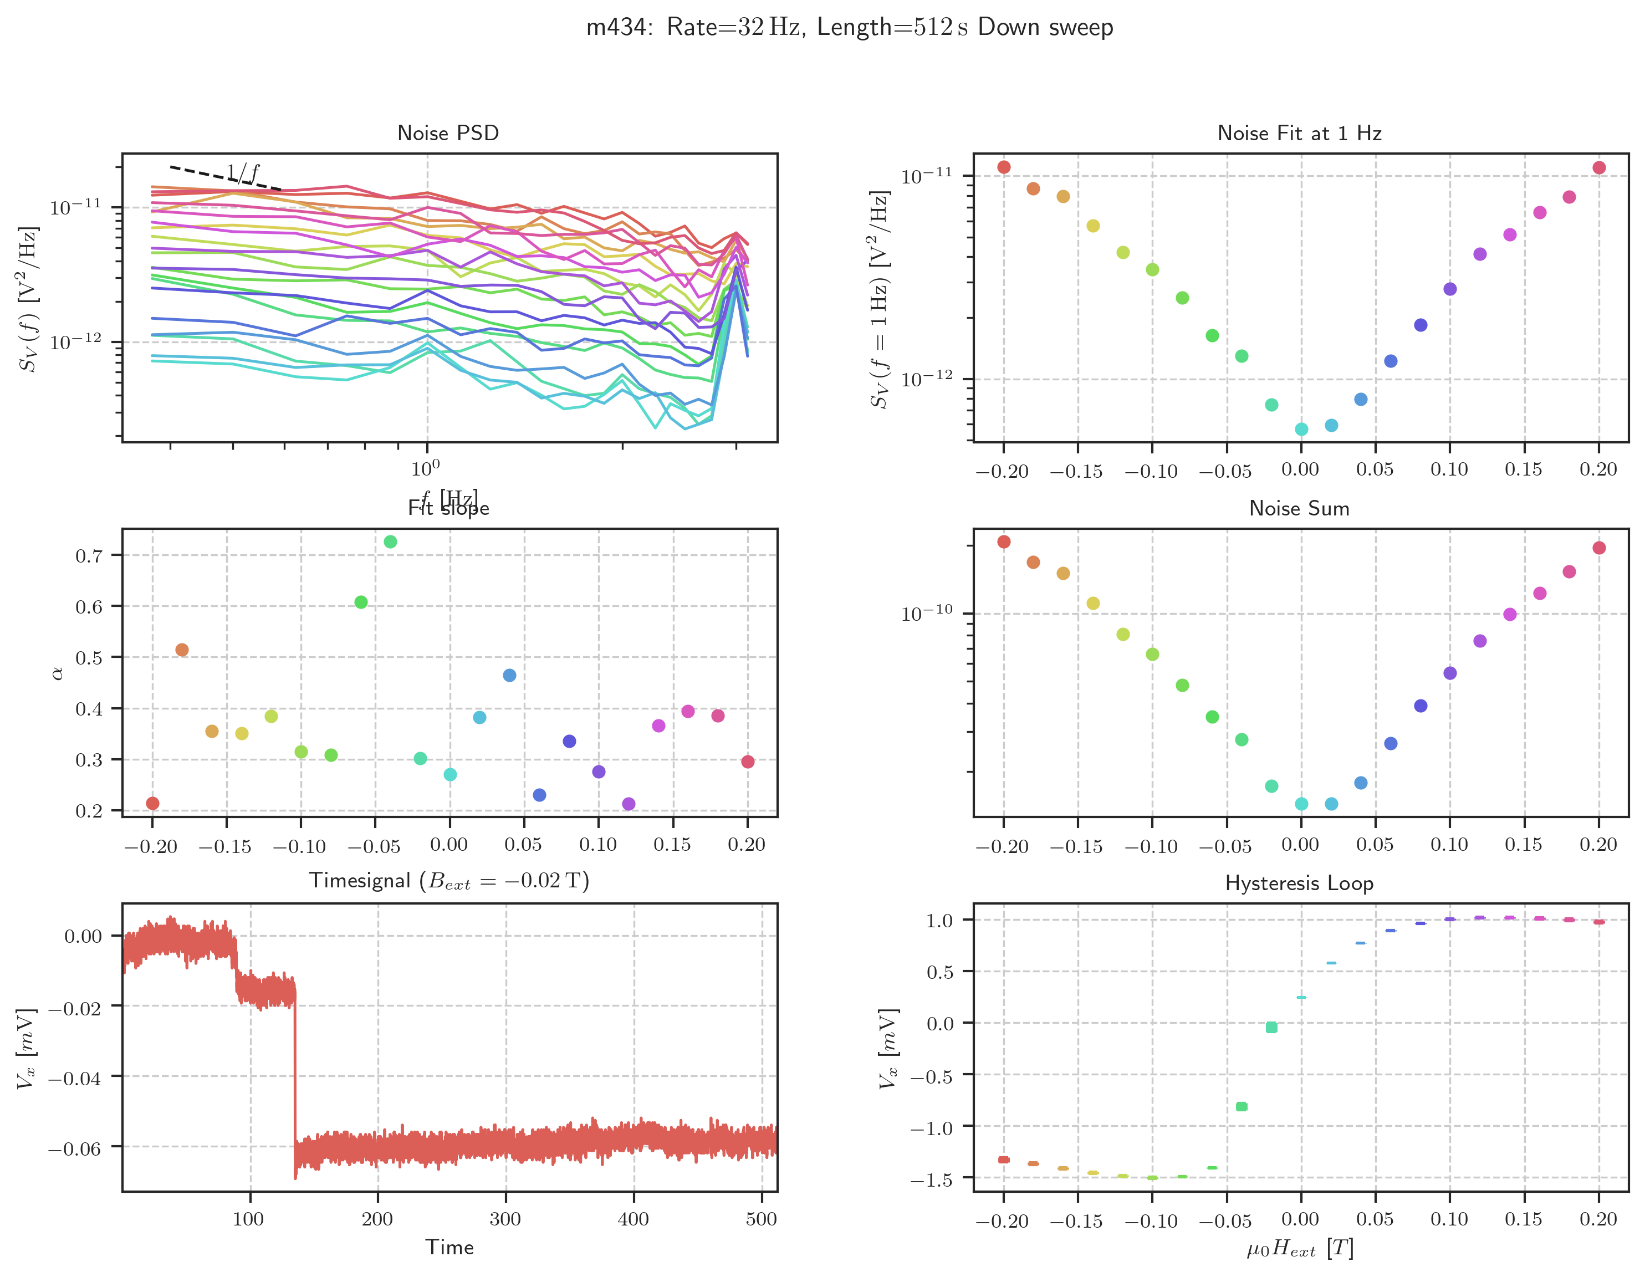 m434: Rate=32 Hz, Length=512 s Down sweep
Noise PSD
S_V(f) [V²/Hz]
10⁻¹¹
10⁻¹²
1/f
10⁰
f [Hz]
Noise Fit at 1 Hz
S_V(f = 1Hz) [V²/Hz]
10⁻¹¹
10⁻¹²
−0.20 −0.15 −0.10 −0.05 0.00 0.05 0.10 0.15 0.20
Fit slope
α
0.7
0.6
0.5
0.4
0.3
0.2
−0.20 −0.15 −0.10 −0.05 0.00 0.05 0.10 0.15 0.20
Noise Sum
10⁻¹⁰
−0.20 −0.15 −0.10 −0.05 0.00 0.05 0.10 0.15 0.20
Timesignal (B_ext = −0.02 T)
V_x [mV]
0.00
−0.02
−0.04
−0.06
100 200 300 400 500
Time
Hysteresis Loop
V_x [mV]
1.0
0.5
0.0
−0.5
−1.0
−1.5
−0.20 −0.15 −0.10 −0.05 0.00 0.05 0.10 0.15 0.20
μ₀H_ext [T]